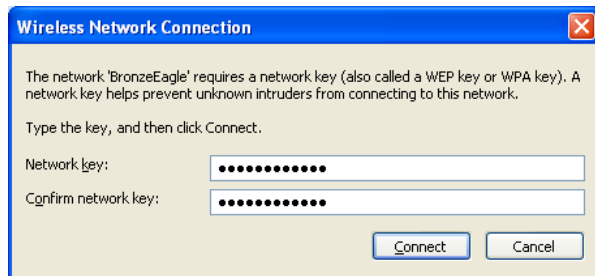 Wireless Network Connection
The network 'BronzeEagle' requires a network key (also called a WEP key or WPA key). A
network key helps prevent unknown intruders from connecting to this network.
Type the key, and then click Connect.
Network key: ●●●●●●●●●●●●
Confirm network key: ●●●●●●●●●●●●
Connect Cancel